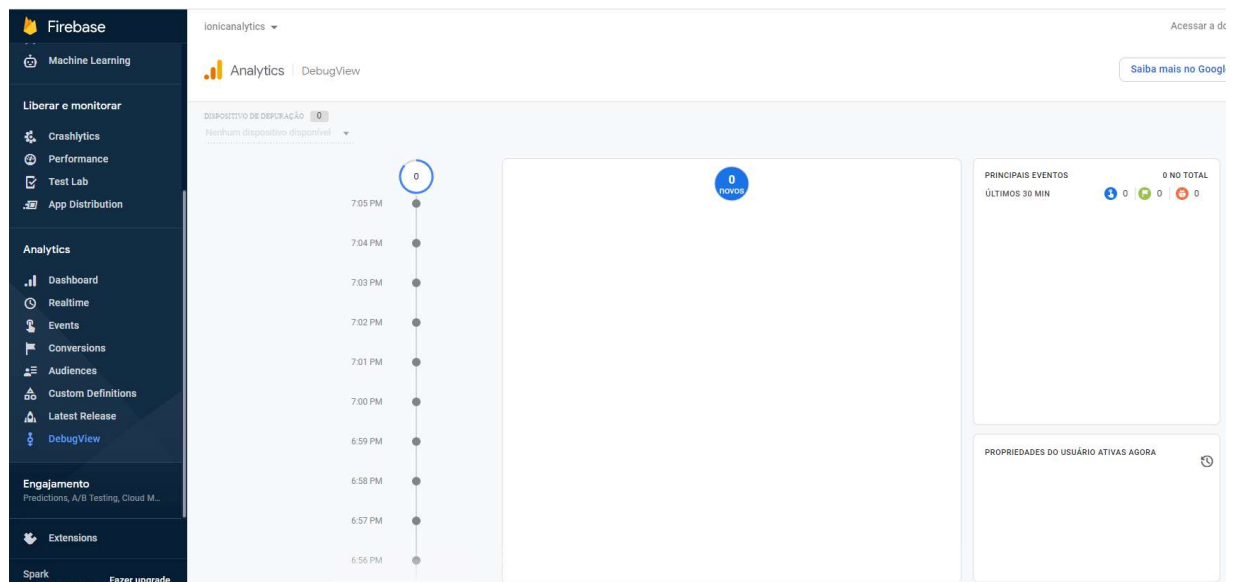 Firebase
Machine Learning
Liberar e monitorar
Crashlytics
Performance
Test Lab
App Distribution
Analytics
Dashboard
Realtime
Events
Conversions
Audiences
Custom Definitions
Latest Release
DebugView
Engajamento
Predictions, A/B Testing, Cloud M...
Extensions
Spark
Fazer upgrade
ionicanalytics
Acessar a do
Analytics DebugView
Saiba mais no Googl
DISPOSITIVO DE DEPURAÇÃO 0
Nenhum dispositivo disponível
0
7:05 PM
7:04 PM
7:03 PM
7:02 PM
7:01 PM
7:00 PM
6:59 PM
6:58 PM
6:57 PM
6:56 PM
0
novos
PRINCIPAIS EVENTOS 0 NO TOTAL
ÚLTIMOS 30 MIN 0 0 0
PROPRIEDADES DO USUÁRIO ATIVAS AGORA